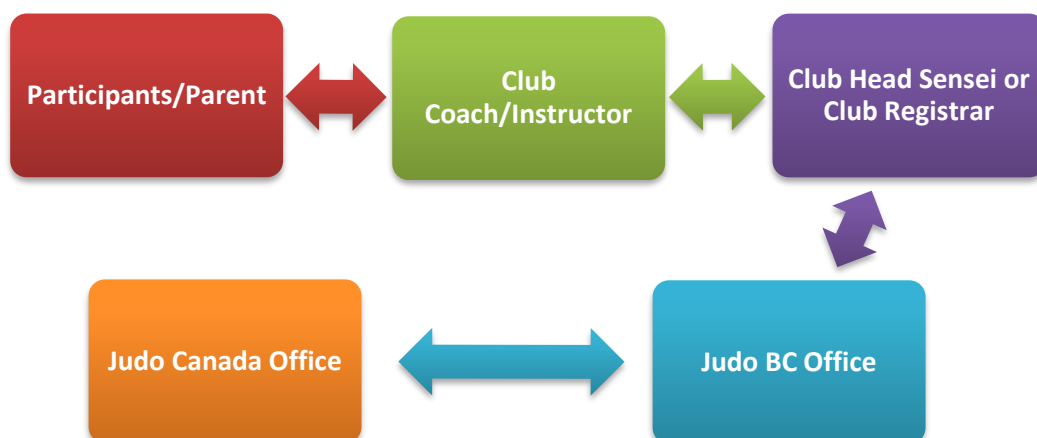 Participants/Parent
Club
Coach/Instructor
Club Head Sensei or
Club Registrar
Judo Canada Office
Judo BC Office